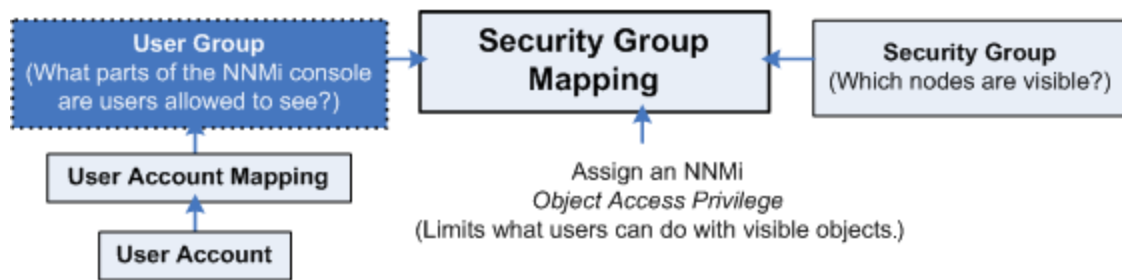 User Group
(What parts of the NNMi console
are users allowed to see?)
Security Group
Mapping
Security Group
(Which nodes are visible?)
User Account Mapping
User Account
Assign an NNMi
Object Access Privilege
(Limits what users can do with visible objects.)